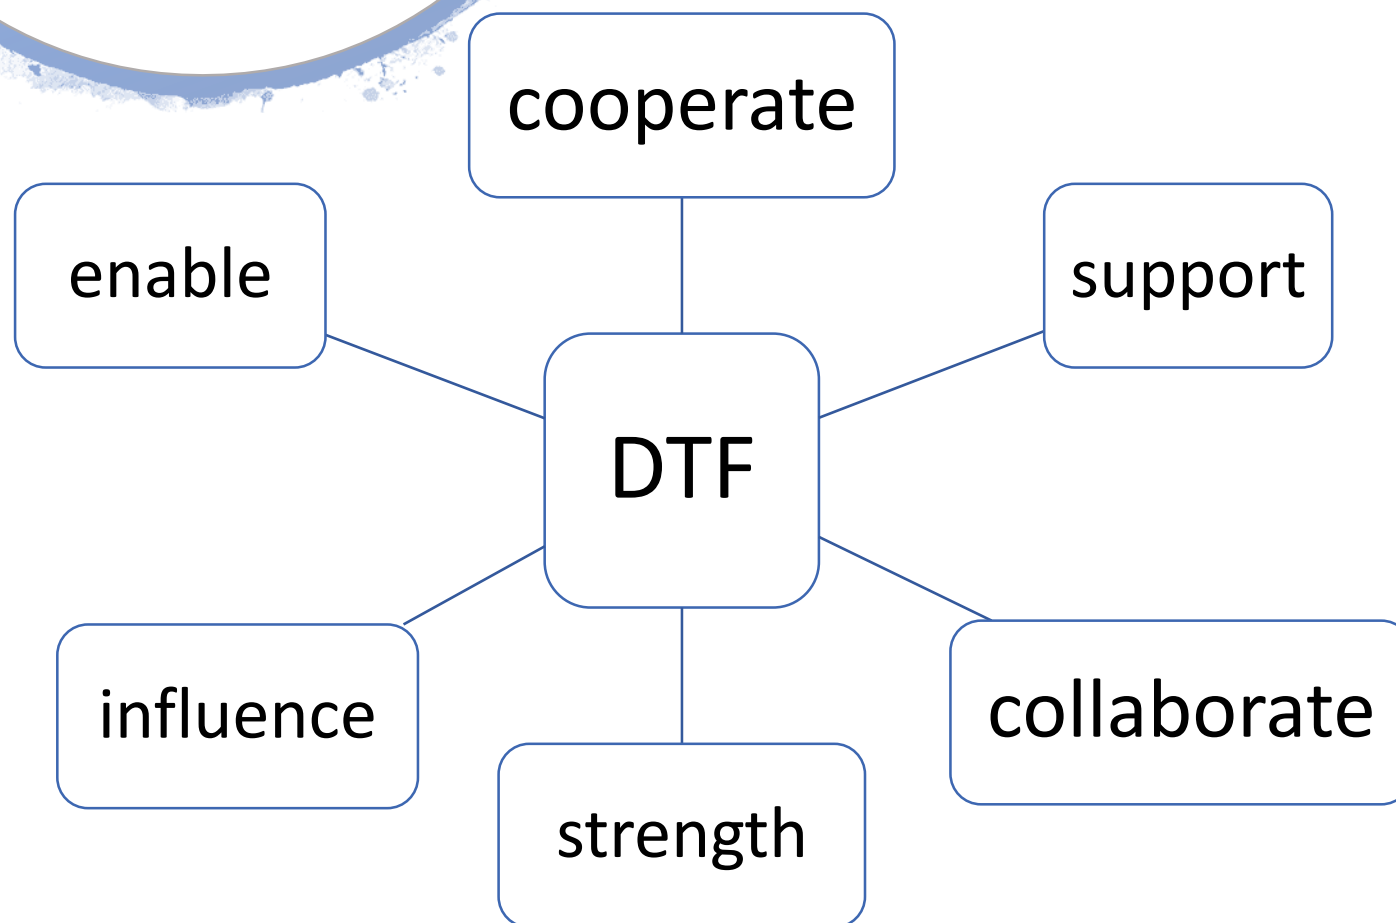 cooperate
enable
support
DTF
influence
collaborate
strength